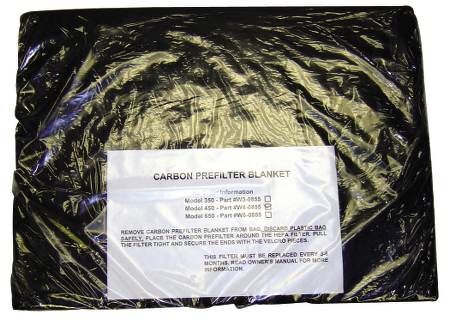 CARBON PREFILTER BLANKET
Information
Model 350 - Part #W3-0855
Model 450 - Part #W4-0855
Model 650 - Part #W6-0855
REMOVE CARBON PREFILTER BLANKET FROM BAG, DISCARD PLASTIC BAG
SAFELY. PLACE THE CARBON PREFILTER AROUND THE HEPA FILTER. PULL
THE FILTER TIGHT AND SECURE THE ENDS WITH THE VELCRO PIECES.
THIS FILTER MUST BE REPLACED EVERY
MONTHS. READ OWNER'S MANUAL FOR MORE
INFORMATION.